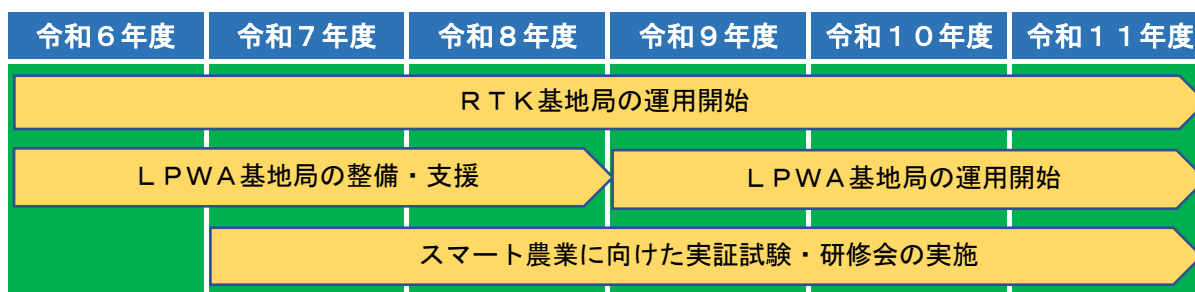 令和６年度 令和７年度 令和８年度 令和９年度 令和１０年度 令和１１年度
ＲＴＫ基地局の運用開始
ＬＰＷＡ基地局の整備・支援 ＬＰＷＡ基地局の運用開始
スマート農業に向けた実証試験・研修会の実施